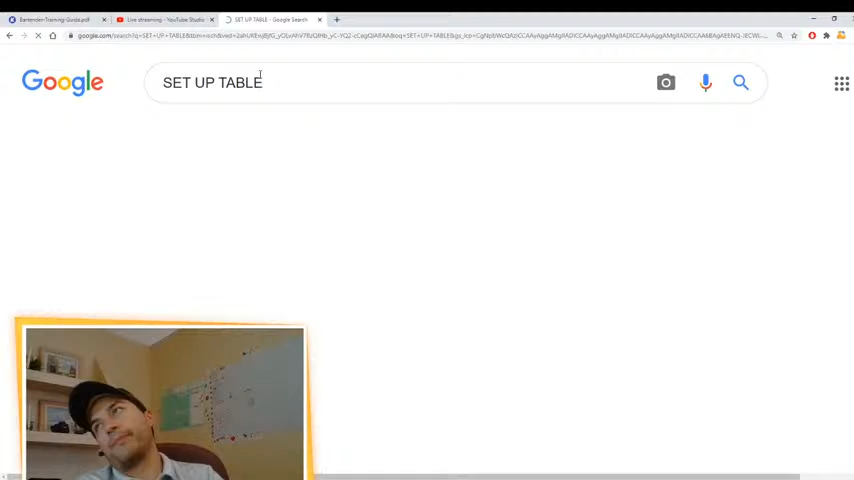 Bartender-Training-Guide.pdf
Live streaming - YouTube Studio
SET UP TABLE - Google Search
Google
SET UP TABLE